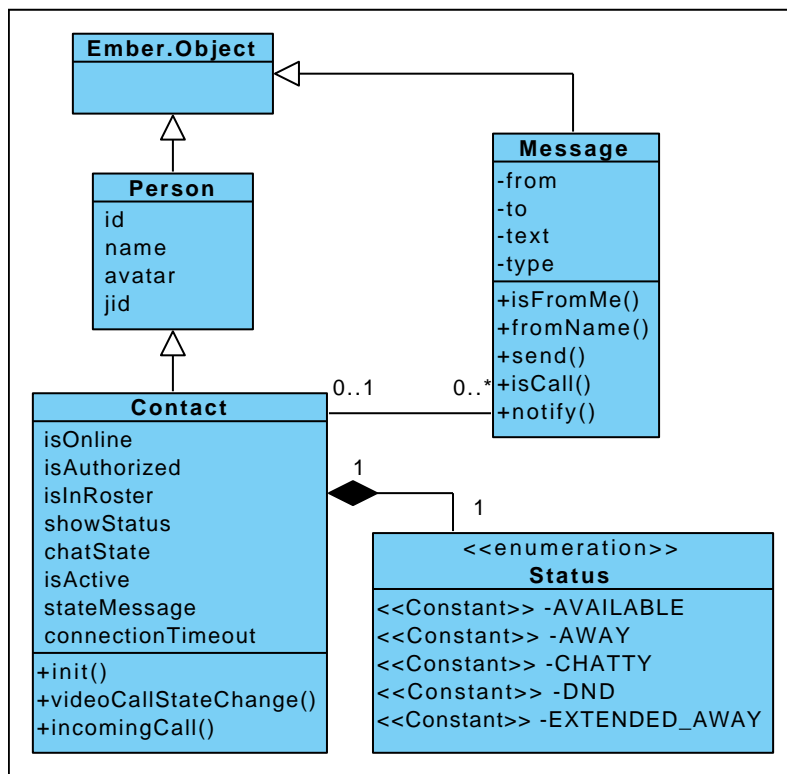 Ember.Object
Message
-from
-to
-text
-type
+isFromMe()
+fromName()
+send()
+isCall()
+notify()
Person
id
name
avatar
jid
0..1
0..*
Contact
isOnline
isAuthorized
isInRoster
showStatus
chatState
isActive
stateMessage
connectionTimeout
+init()
+videoCallStateChange()
+incomingCall()
1
1
<<enumeration>>
Status
<<Constant>> -AVAILABLE
<<Constant>> -AWAY
<<Constant>> -CHATTY
<<Constant>> -DND
<<Constant>> -EXTENDED_AWAY